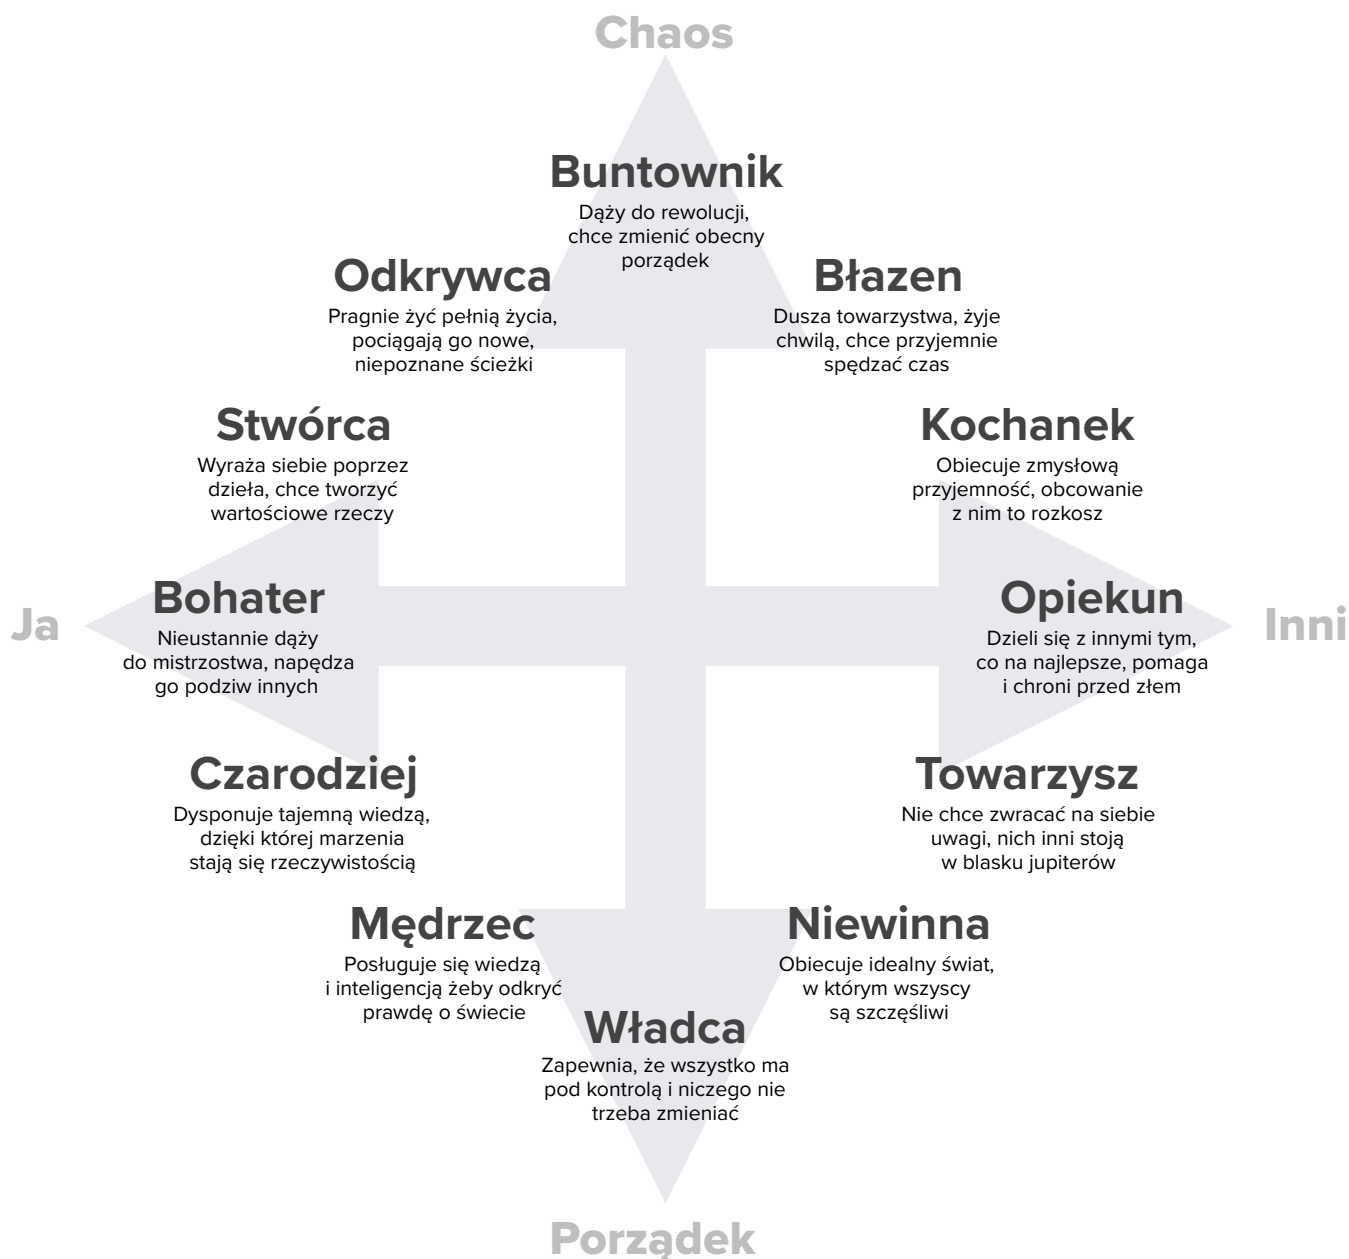 Chaos
Buntownik
Dąży do rewolucji,
chce zmienić obecny
porządek
Odkrywca
Pragnie żyć pełnią życia,
pociągają go nowe,
niepoznane ścieżki
Błazen
Dusza towarzystwa, żyje
chwilą, chce przyjemnie
spędzać czas
Stwórca
Wyraża siebie poprzez
dzieła, chce tworzyć
wartościowe rzeczy
Kochanek
Obiecuje zmysłową
przyjemność, obcowanie
z nim to rozkosz
Ja
Bohater
Nieustannie dąży
do mistrzostwa, napędza
go podziw innych
Opiekun
Dzieli się z innymi tym,
co na najlepsze, pomaga
i chroni przed złem
Inni
Czarodziej
Dysponuje tajemną wiedzą,
dzięki której marzenia
stają się rzeczywistością
Towarzysz
Nie chce zwracać na siebie
uwagi, nich inni stoją
w blasku jupiterów
Mędrzec
Posługuje się wiedzą
i inteligencją żeby odkryć
prawdę o świecie
Niewinna
Obiecuje idealny świat,
w którym wszyscy
są szczęśliwi
Władca
Zapewnia, że wszystko ma
pod kontrolą i niczego nie
trzeba zmieniać
Porządek